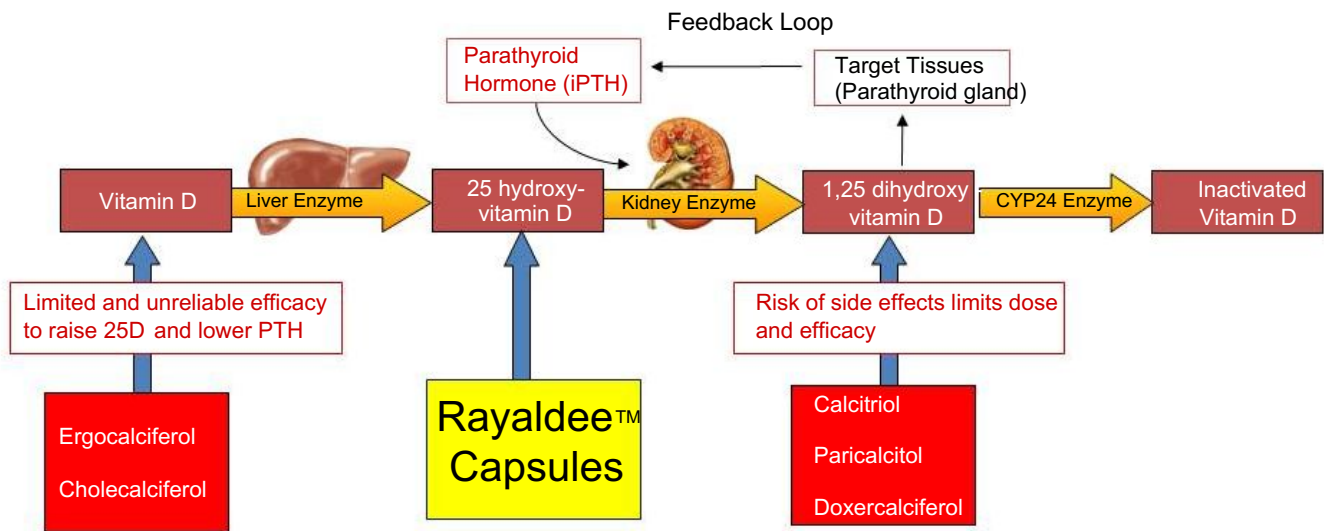 Feedback Loop
Parathyroid
Hormone (iPTH)
Target Tissues
(Parathyroid gland)
Vitamin D
Liver Enzyme
25 hydroxy-
vitamin D
Kidney Enzyme
1,25 dihydroxy
vitamin D
CYP24 Enzyme
Inactivated
Vitamin D
Limited and unreliable efficacy
to raise 25D and lower PTH
Risk of side effects limits dose
and efficacy
Ergocalciferol
Cholecalciferol
Rayaldee™
Capsules
Calcitriol
Paricalcitol
Doxercalciferol